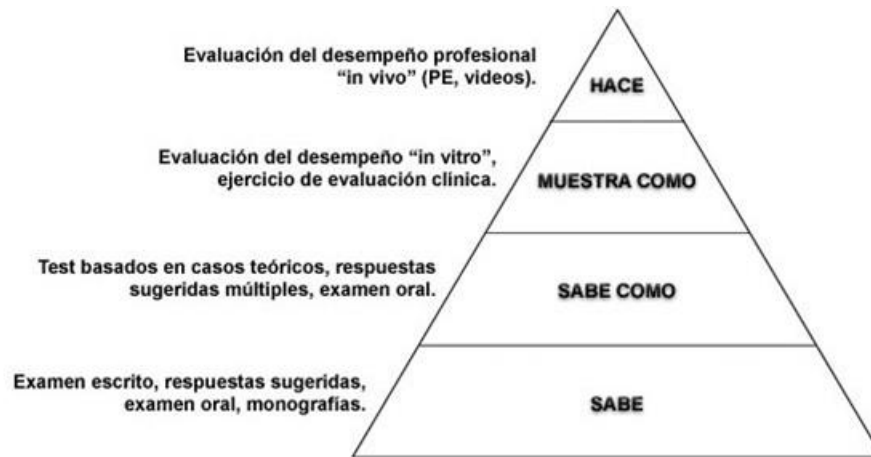 Evaluación del desempeño profesional
“in vivo” (PE, videos).
HACE
Evaluación del desempeño “in vitro”,
ejercicio de evaluación clínica.
MUESTRA COMO
Test basados en casos teóricos, respuestas
sugeridas múltiples, examen oral.
SABE COMO
Examen escrito, respuestas sugeridas,
examen oral, monografías.
SABE